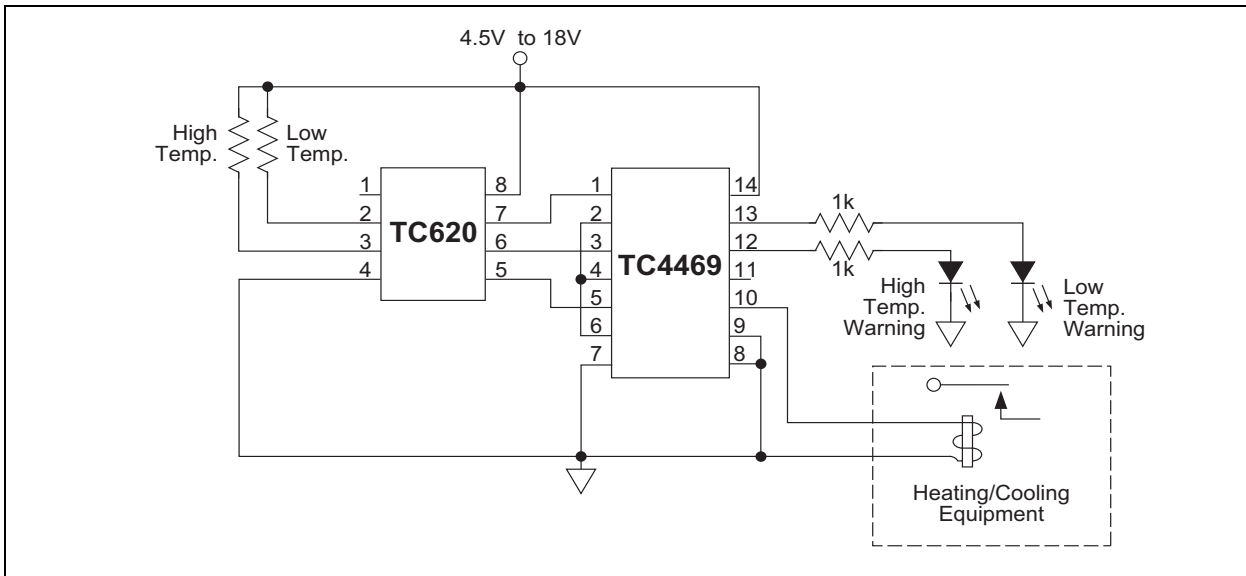 4.5V to 18V
High
Temp.
Low
Temp.
1
2
3
4
TC620
8
7
6
5
1
2
3
4
5
6
7
TC4469
14
13
12
11
10
9
8
1k
1k
High
Temp.
Warning
Low
Temp.
Warning
Heating/Cooling
Equipment